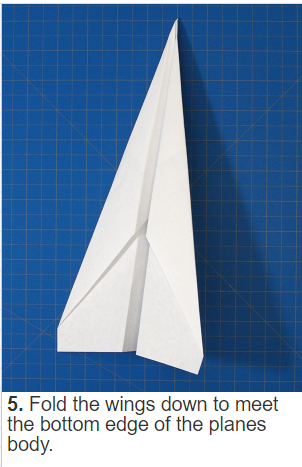 5. Fold the wings down to meet
the bottom edge of the planes
body.